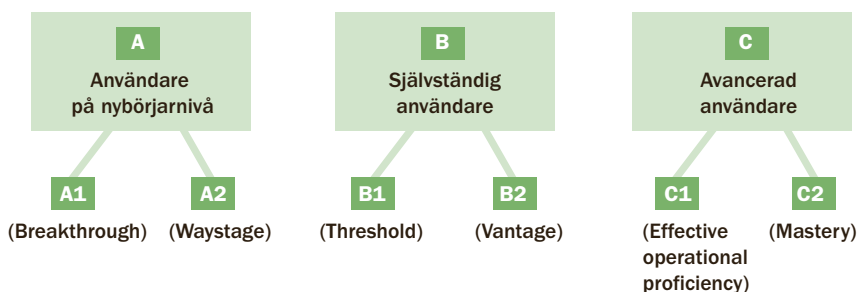 A
Användare
på nybörjarnivå
B
Självständig
användare
C
Avancerad
användare
A1
(Breakthrough)
A2
(Waystage)
B1
(Threshold)
B2
(Vantage)
C1
(Effective
operational
proficiency)
C2
(Mastery)